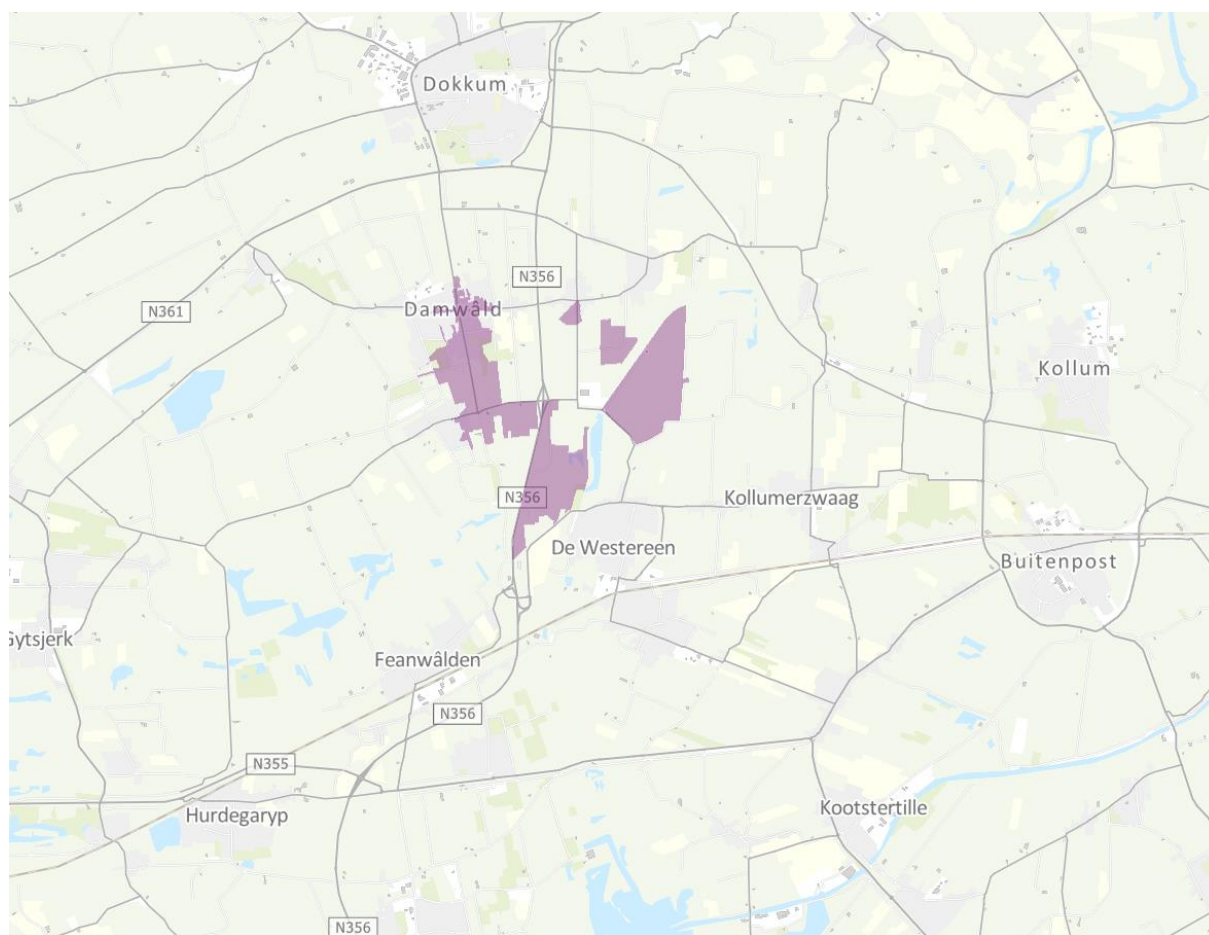 Dokkum
N356
Damwâld
N361
Kollum
N356
Kollumerzwaag
De Westereen
Buitenpost
Gytsjerk
Feanwâlden
N356
N355
Hurdegaryp
Kootstertille
N356